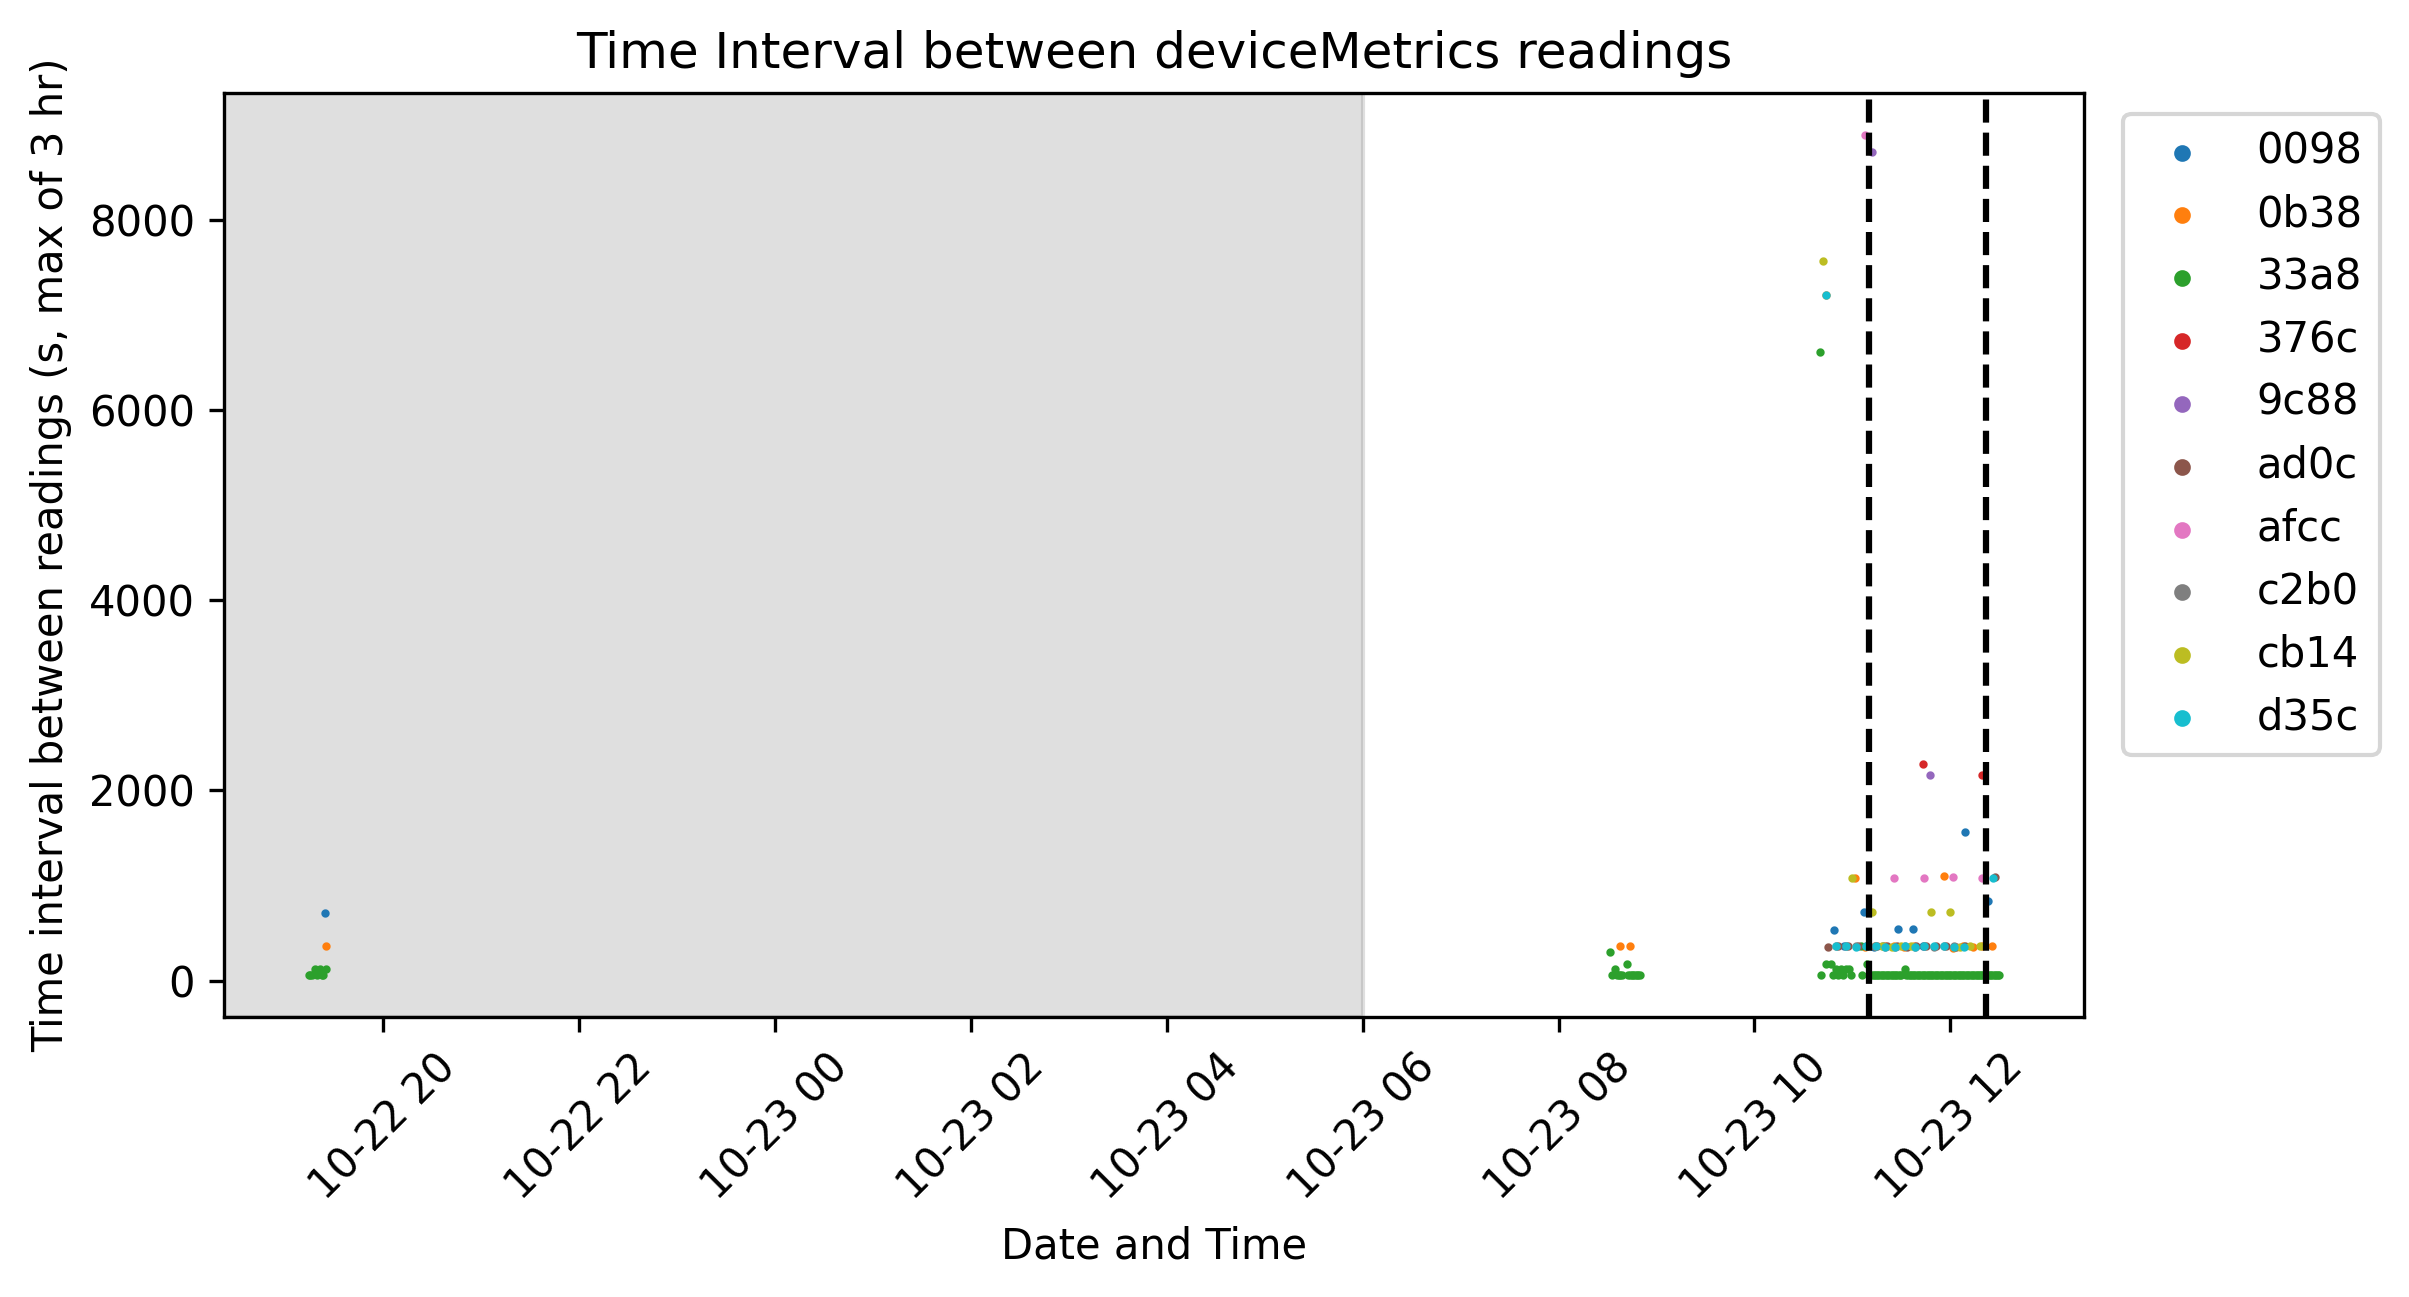 Time Interval between deviceMetrics readings
Time interval between readings (s, max of 3 hr)
8000
6000
4000
2000
0
10-22 20
10-22 22
10-23 00
10-23 02
10-23 04
10-23 06
10-23 08
10-23 10
10-23 12
Date and Time
0098
0b38
33a8
376c
9c88
ad0c
afcc
c2b0
cb14
d35c